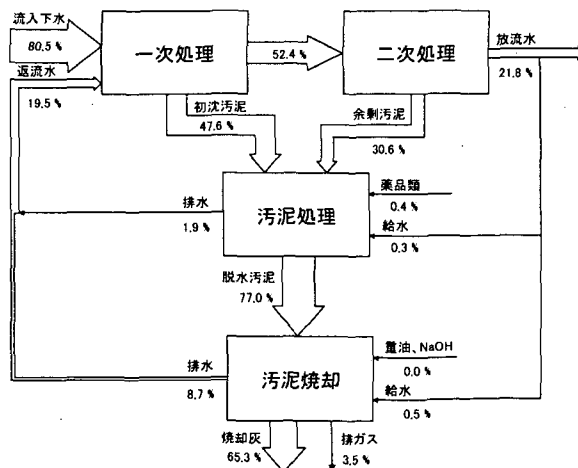 流入下水
80.5 %
返流水
19.5 %
一次処理
52.4 %
二次処理
放流水
21.8 %
初沈汚泥
47.6 %
余剰汚泥
30.6 %
汚泥処理
薬品類
0.4 %
給水
0.3 %
排水
1.9 %
脱水汚泥
77.0 %
汚泥焼却
重油、NaOH
0.0 %
給水
0.5 %
排水
8.7 %
焼却灰
65.3 %
排ガス
3.5 %